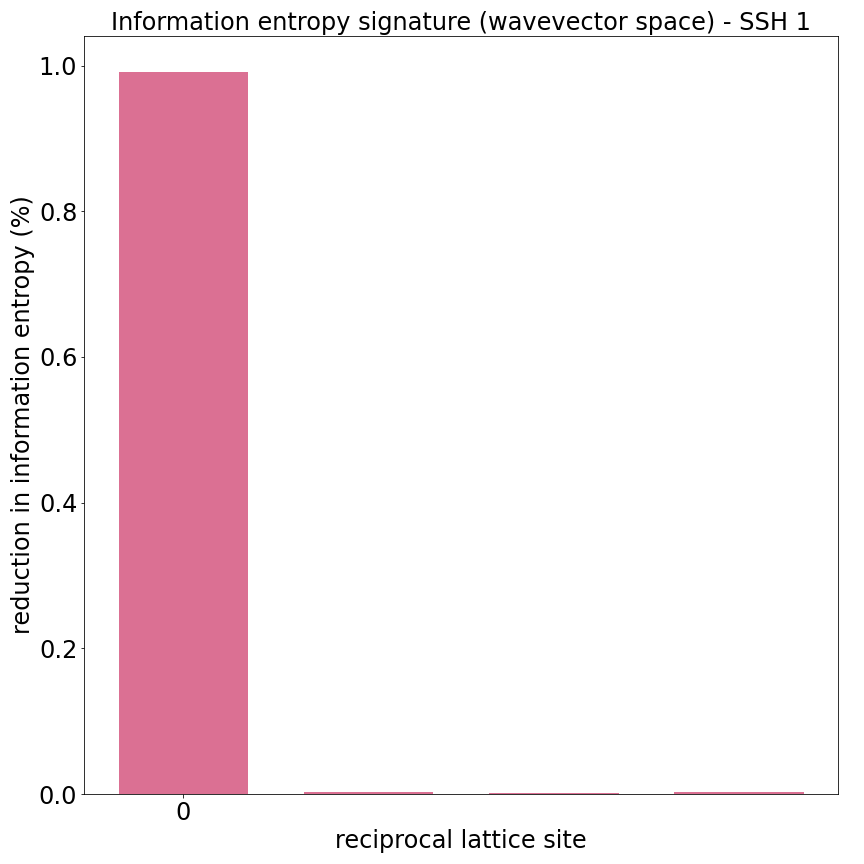 Information entropy signature (wavevector space) - SSH 1
reduction in information entropy (%)
1.0
0.8
0.6
0.4
0.2
0.0
0
reciprocal lattice site